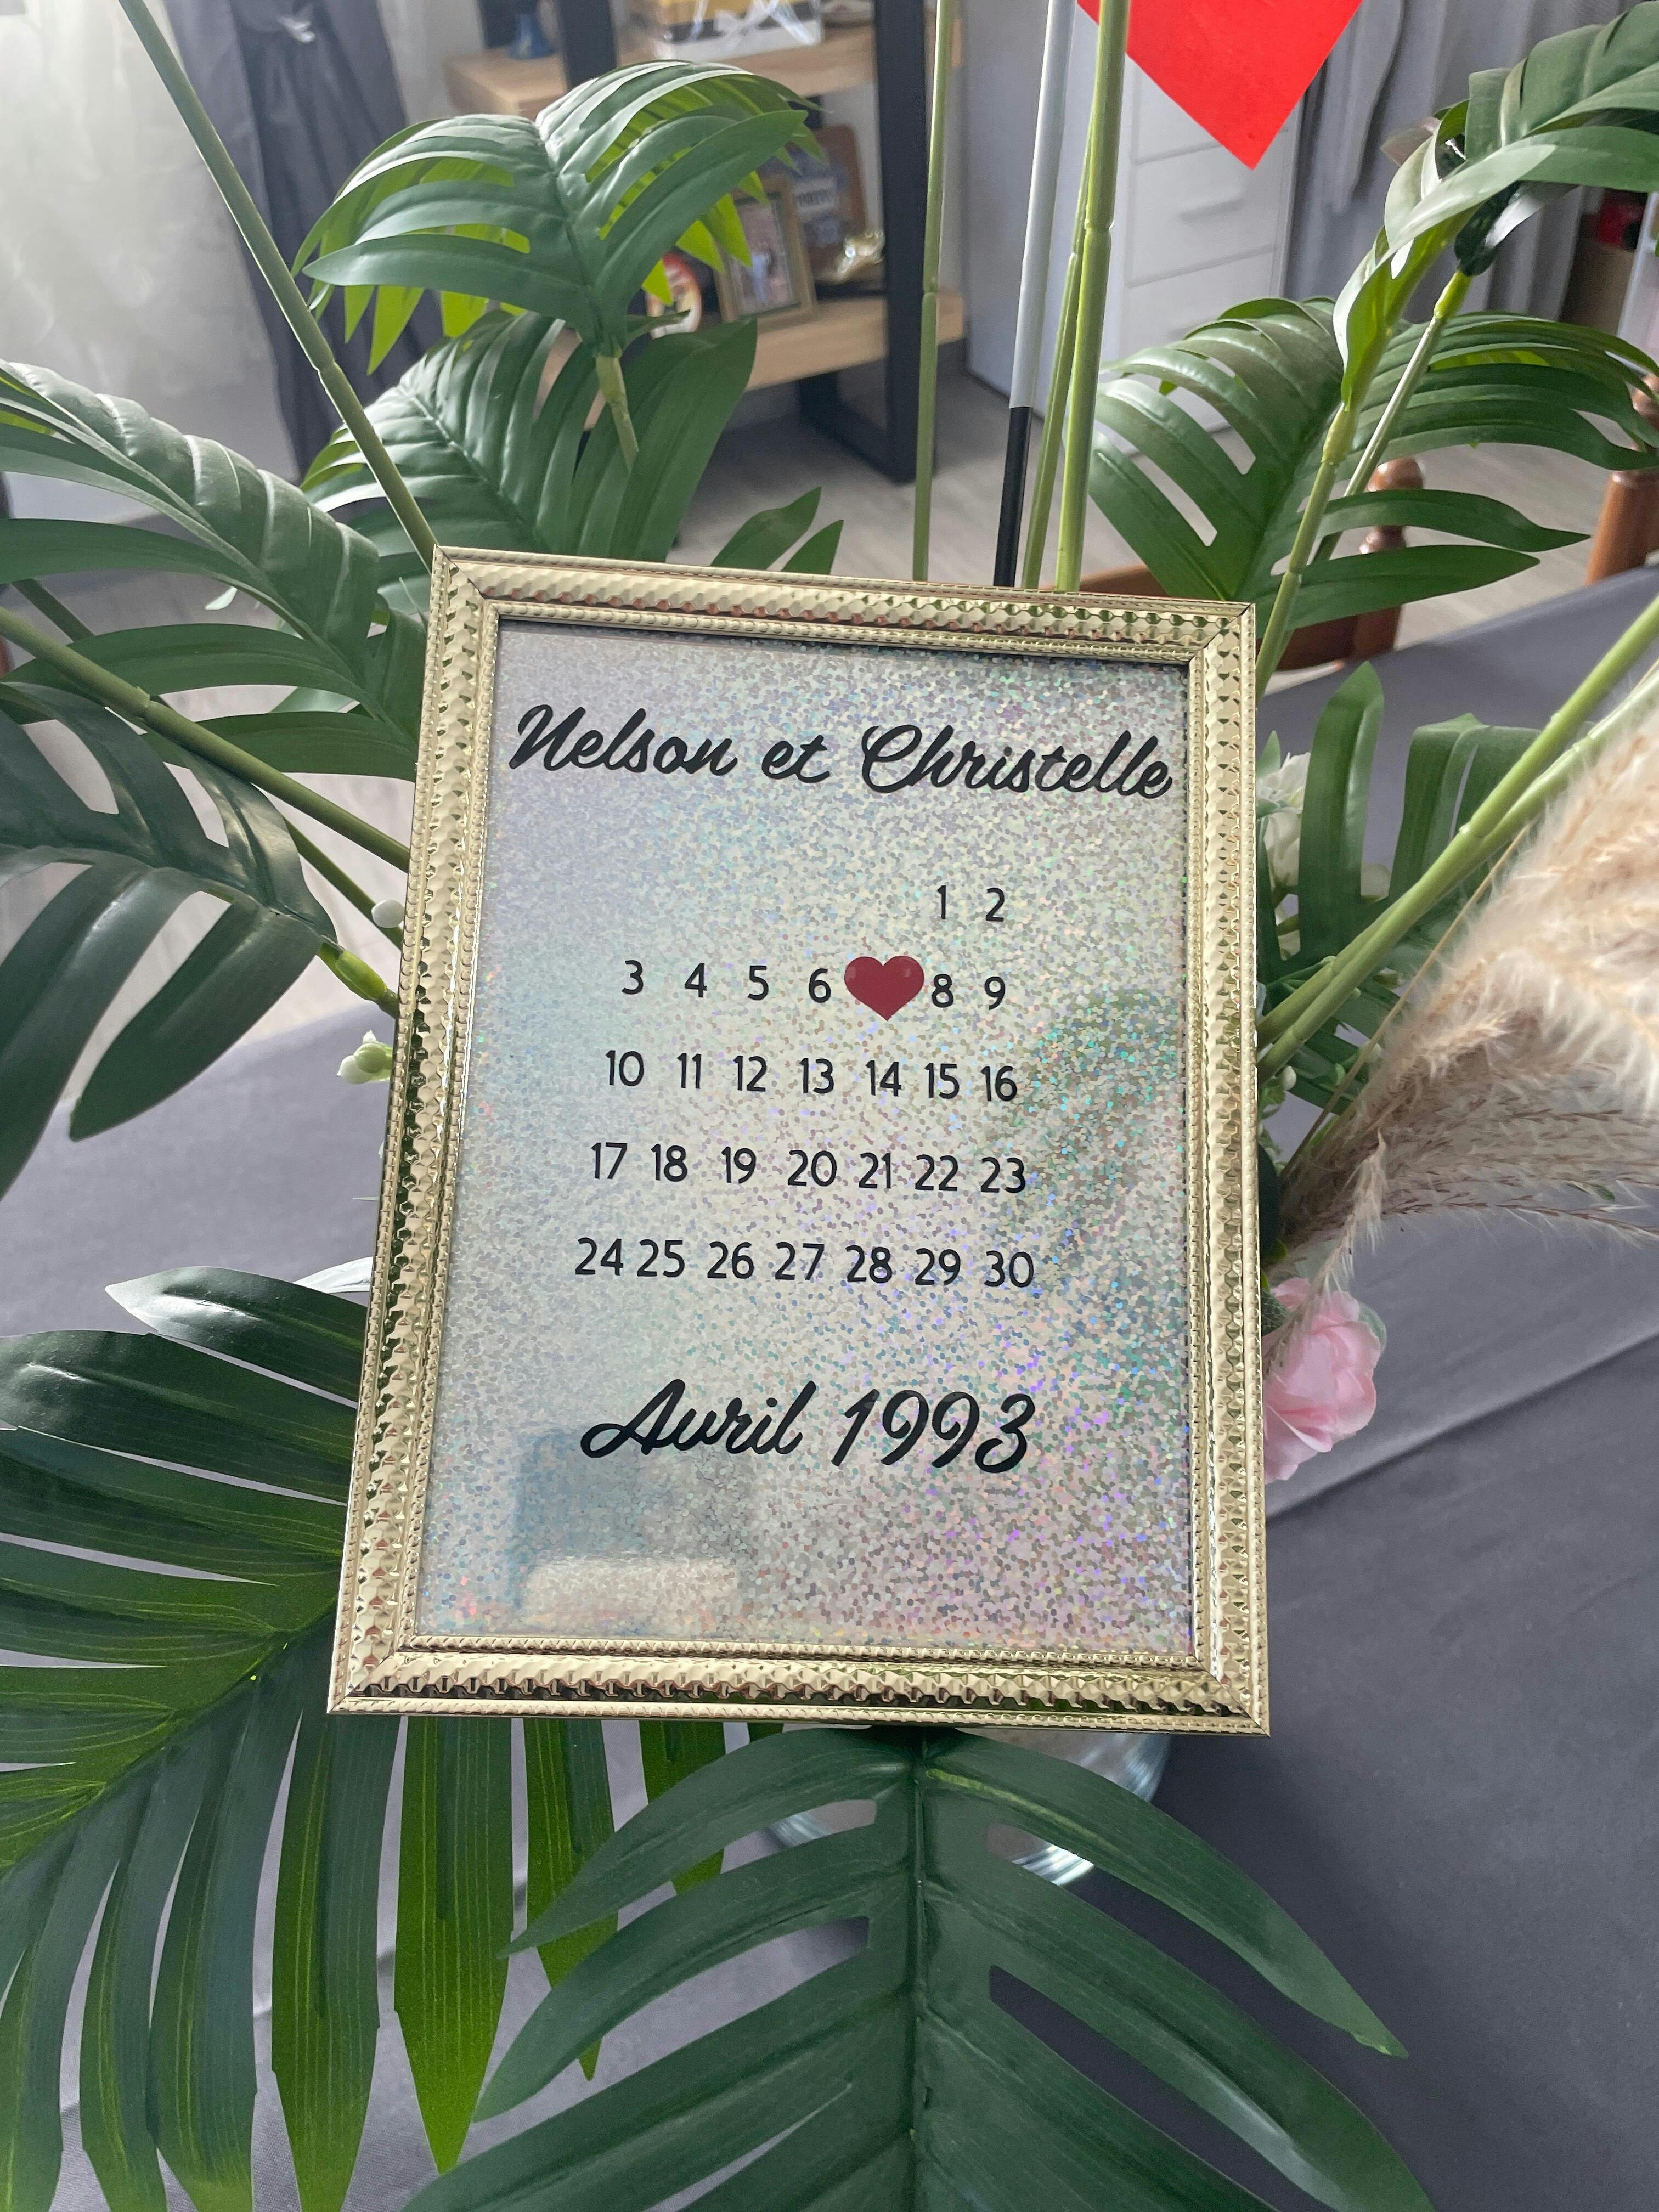 Nelson et Christelle
1 2
3 4 5 6 8 9
10 11 12 13 14 15 16
17 18 19 20 21 22 23
24 25 26 27 28 29 30
Avril 1993